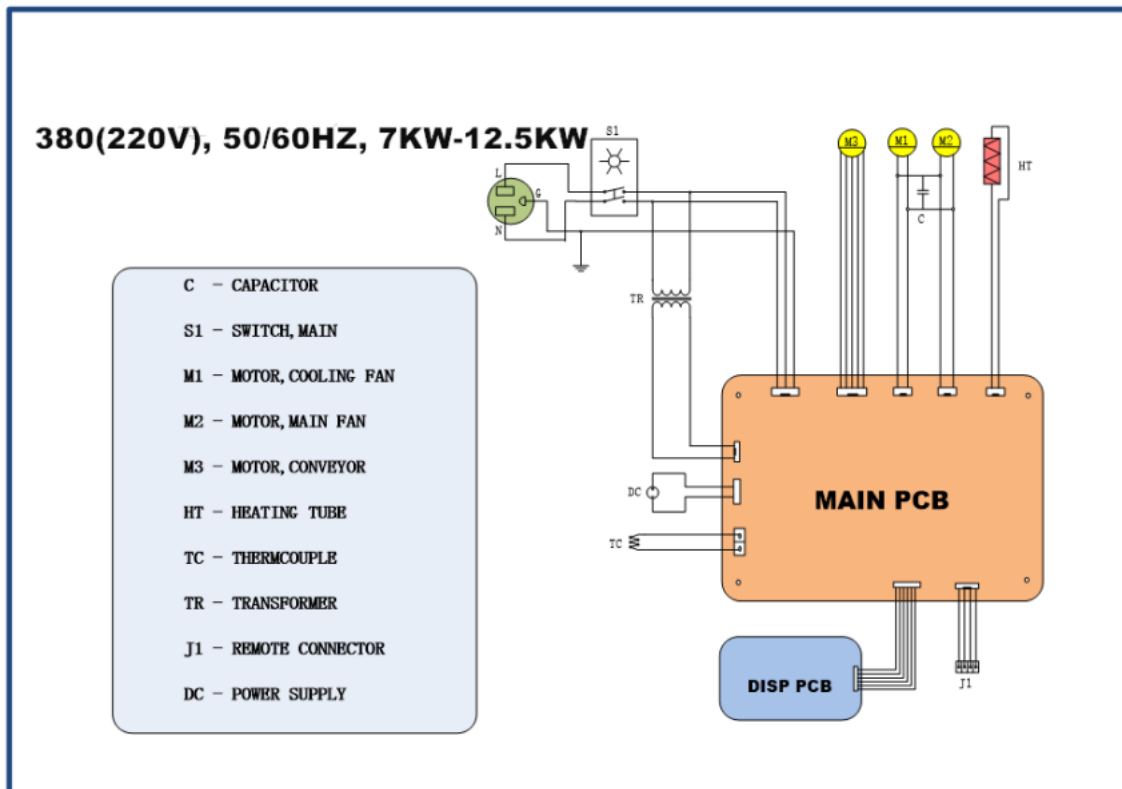 380(220V), 50/60HZ, 7KW-12.5KW
S1
M3
M1
M2
HT
L
G
N
C
TR
C - CAPACITOR
S1 - SWITCH, MAIN
M1 - MOTOR, COOLING FAN
M2 - MOTOR, MAIN FAN
M3 - MOTOR, CONVEYOR
HT - HEATING TUBE
TC - THERMCOUPLE
TR - TRANSFORMER
J1 - REMOTE CONNECTOR
DC - POWER SUPPLY
DC
TC
MAIN PCB
DISP PCB
J1